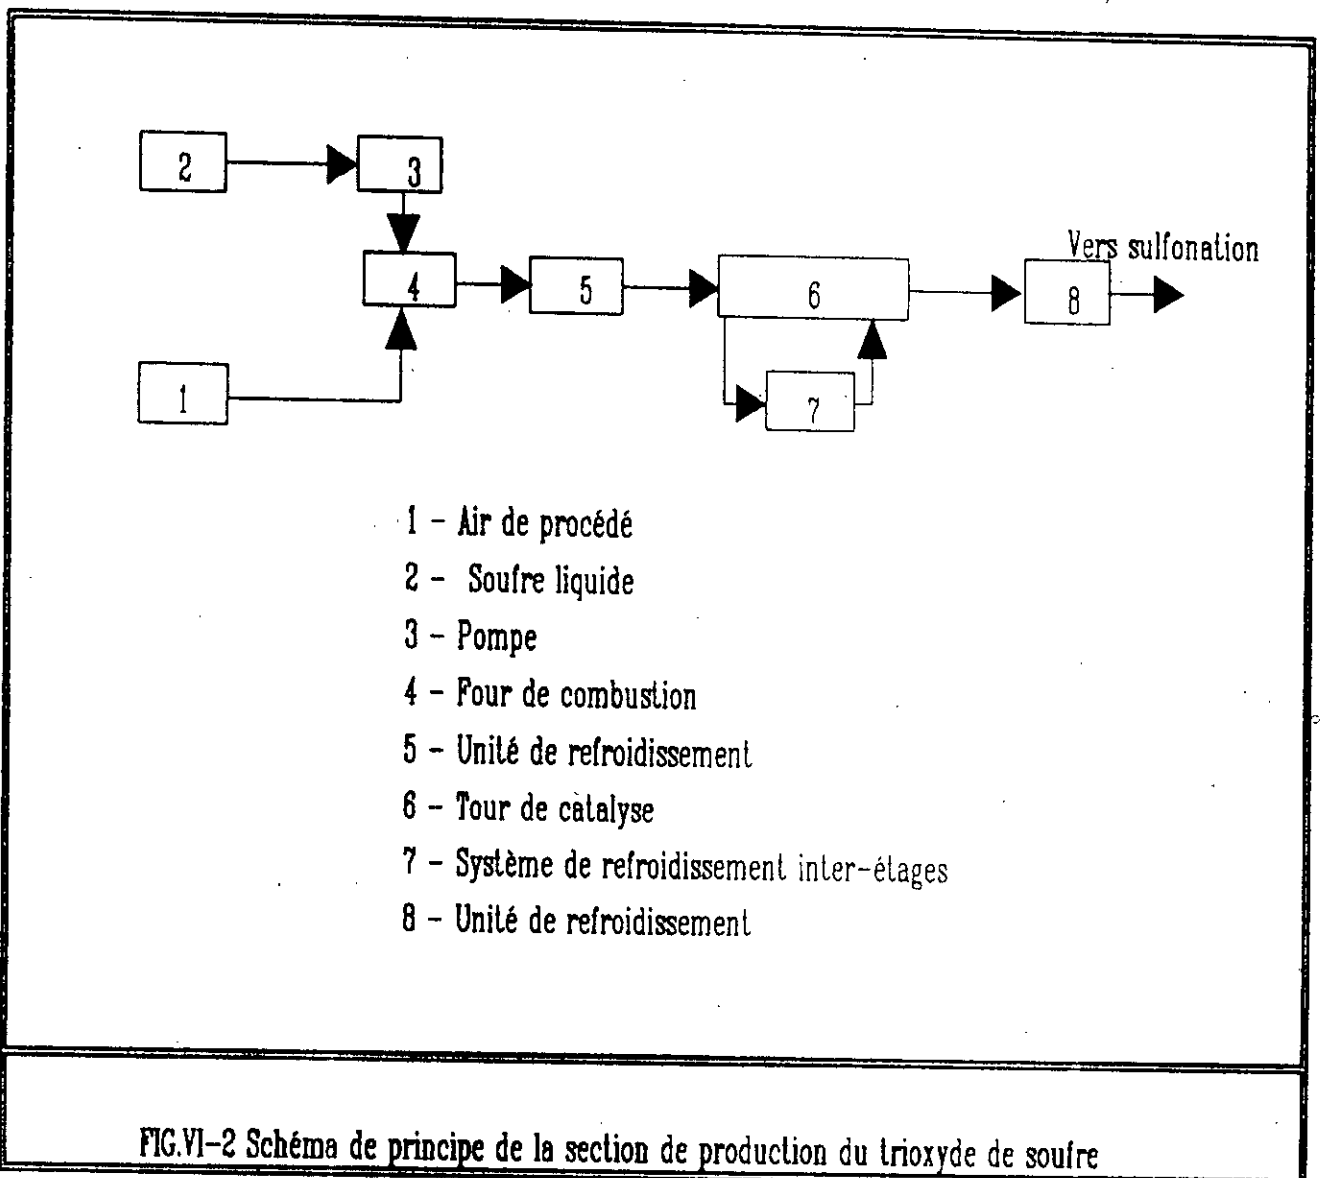 2
3
Vers sulfonation
4
5
6
8
1
7
1 - Air de procédé
2 - Soufre liquide
3 - Pompe
4 - Four de combustion
5 - Unité de refroidissement
6 - Tour de catalyse
7 - Système de refroidissement inter-étages
8 - Unité de refroidissement
FIG.VI-2 Schéma de principe de la section de production du trioxyde de soufre